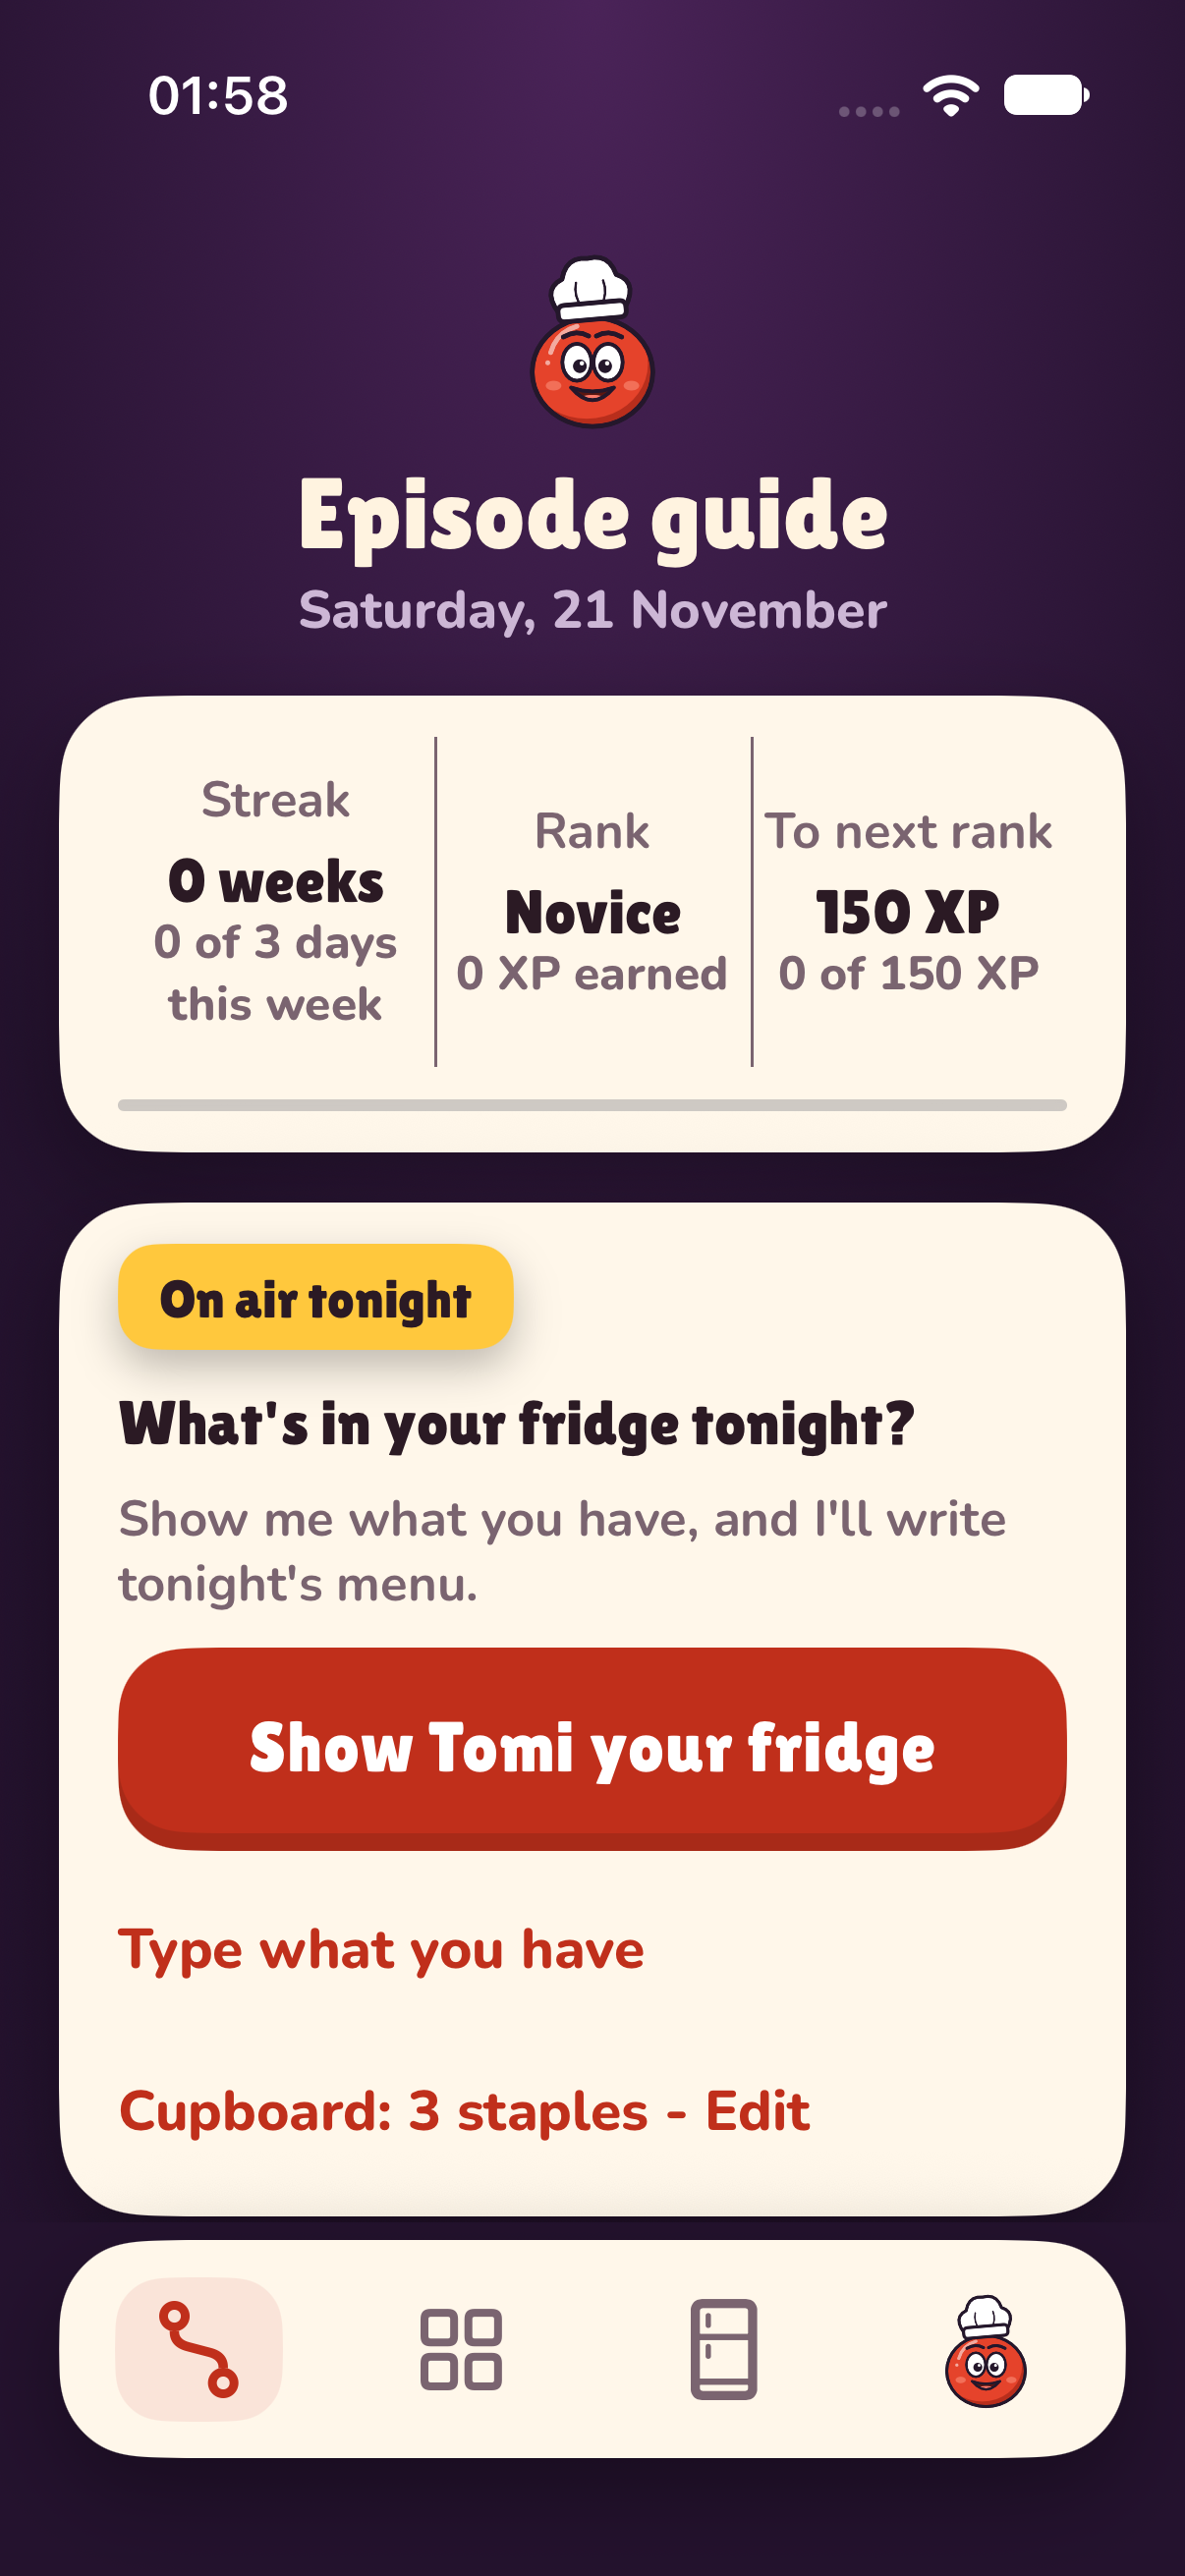 01:58
Episode guide
Saturday, 21 November
Streak
0 weeks
0 of 3 days
this week
Rank
Novice
0 XP earned
To next rank
150 XP
0 of 150 XP
On air tonight
What's in your fridge tonight?
Show me what you have, and I'll write
tonight's menu.
Show Tomi your fridge
Type what you have
Cupboard: 3 staples - Edit